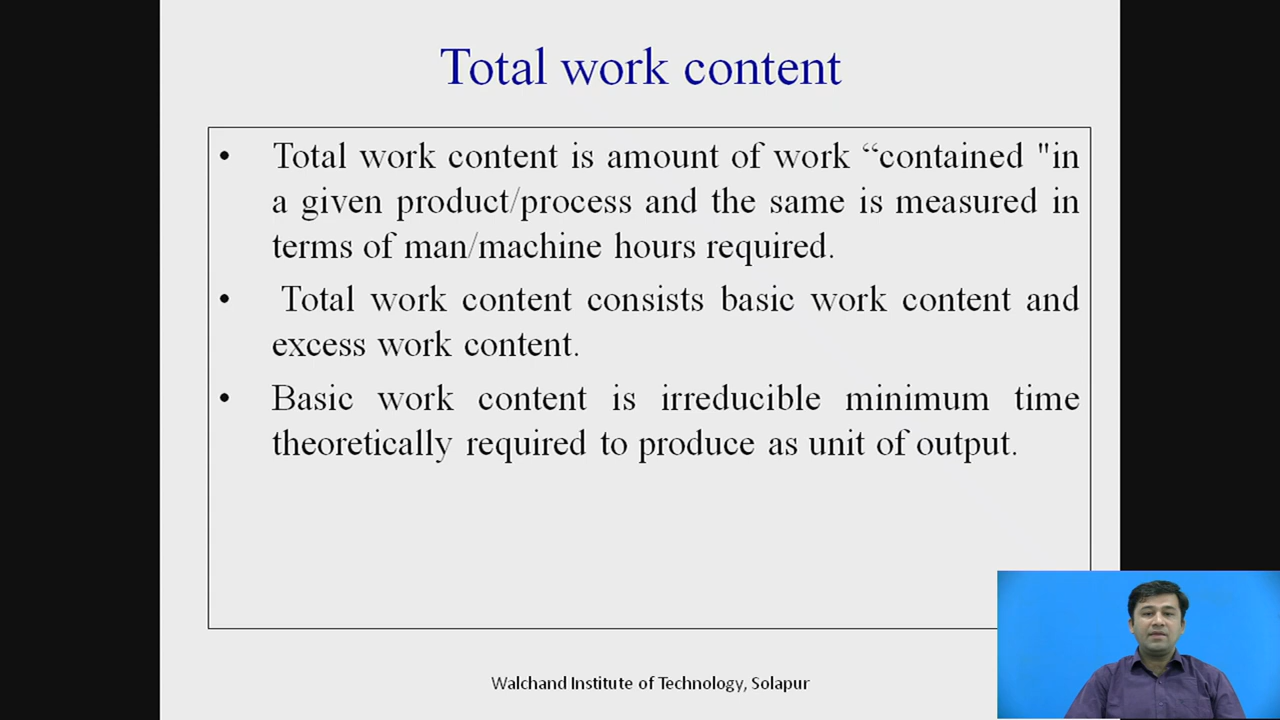 Total work content
• Total work content is amount of work “contained "in
a given product/process and the same is measured in
terms of man/machine hours required.
• Total work content consists basic work content and
excess work content.
• Basic work content is irreducible minimum time
theoretically required to produce as unit of output.
Walchand Institute of Technology, Solapur